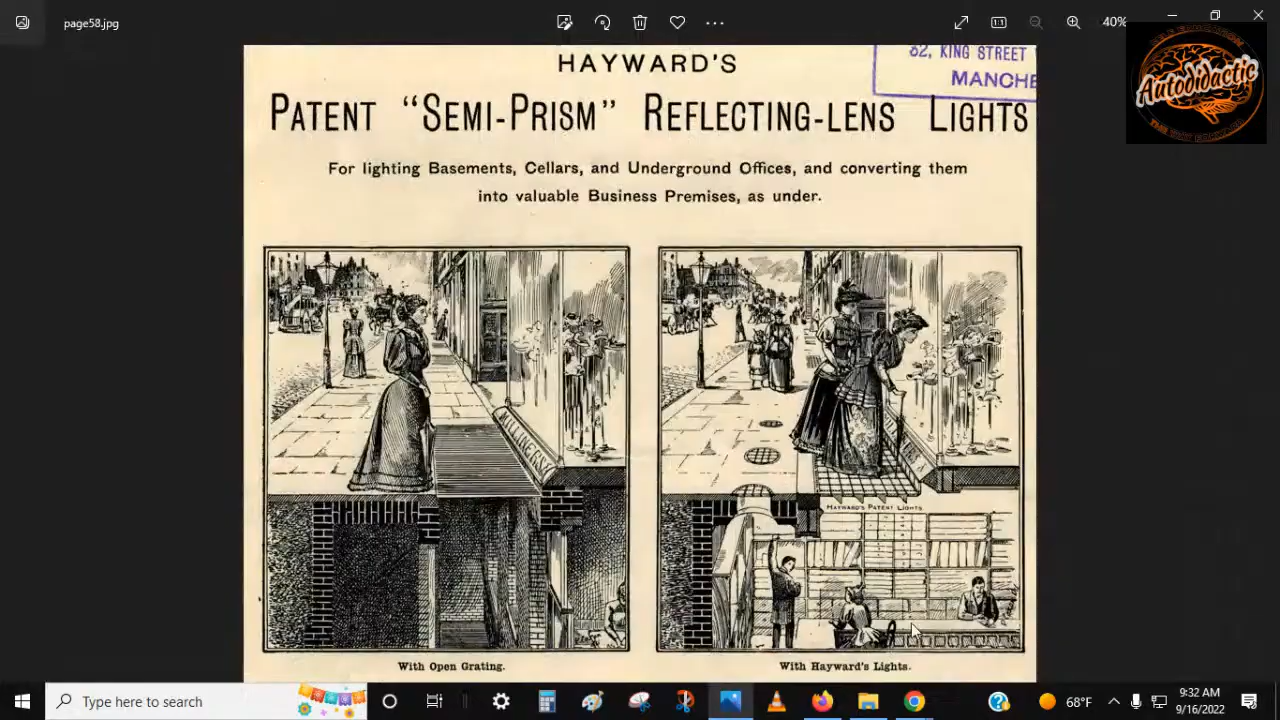 page58.jpg
40%
Autodidactic
HAYWARD'S
82, KING STREET
MANCHE
PATENT "SEMI-PRISM" REFLECTING-LENS LIGHTS
For lighting Basements, Cellars, and Underground Offices, and converting them
into valuable Business Premises, as under.
MILLINERY
HAYWARD'S PATENT LIGHTS
With Open Grating.
With Hayward's Lights.
Type here to search
68°F
9:32 AM
9/16/2022